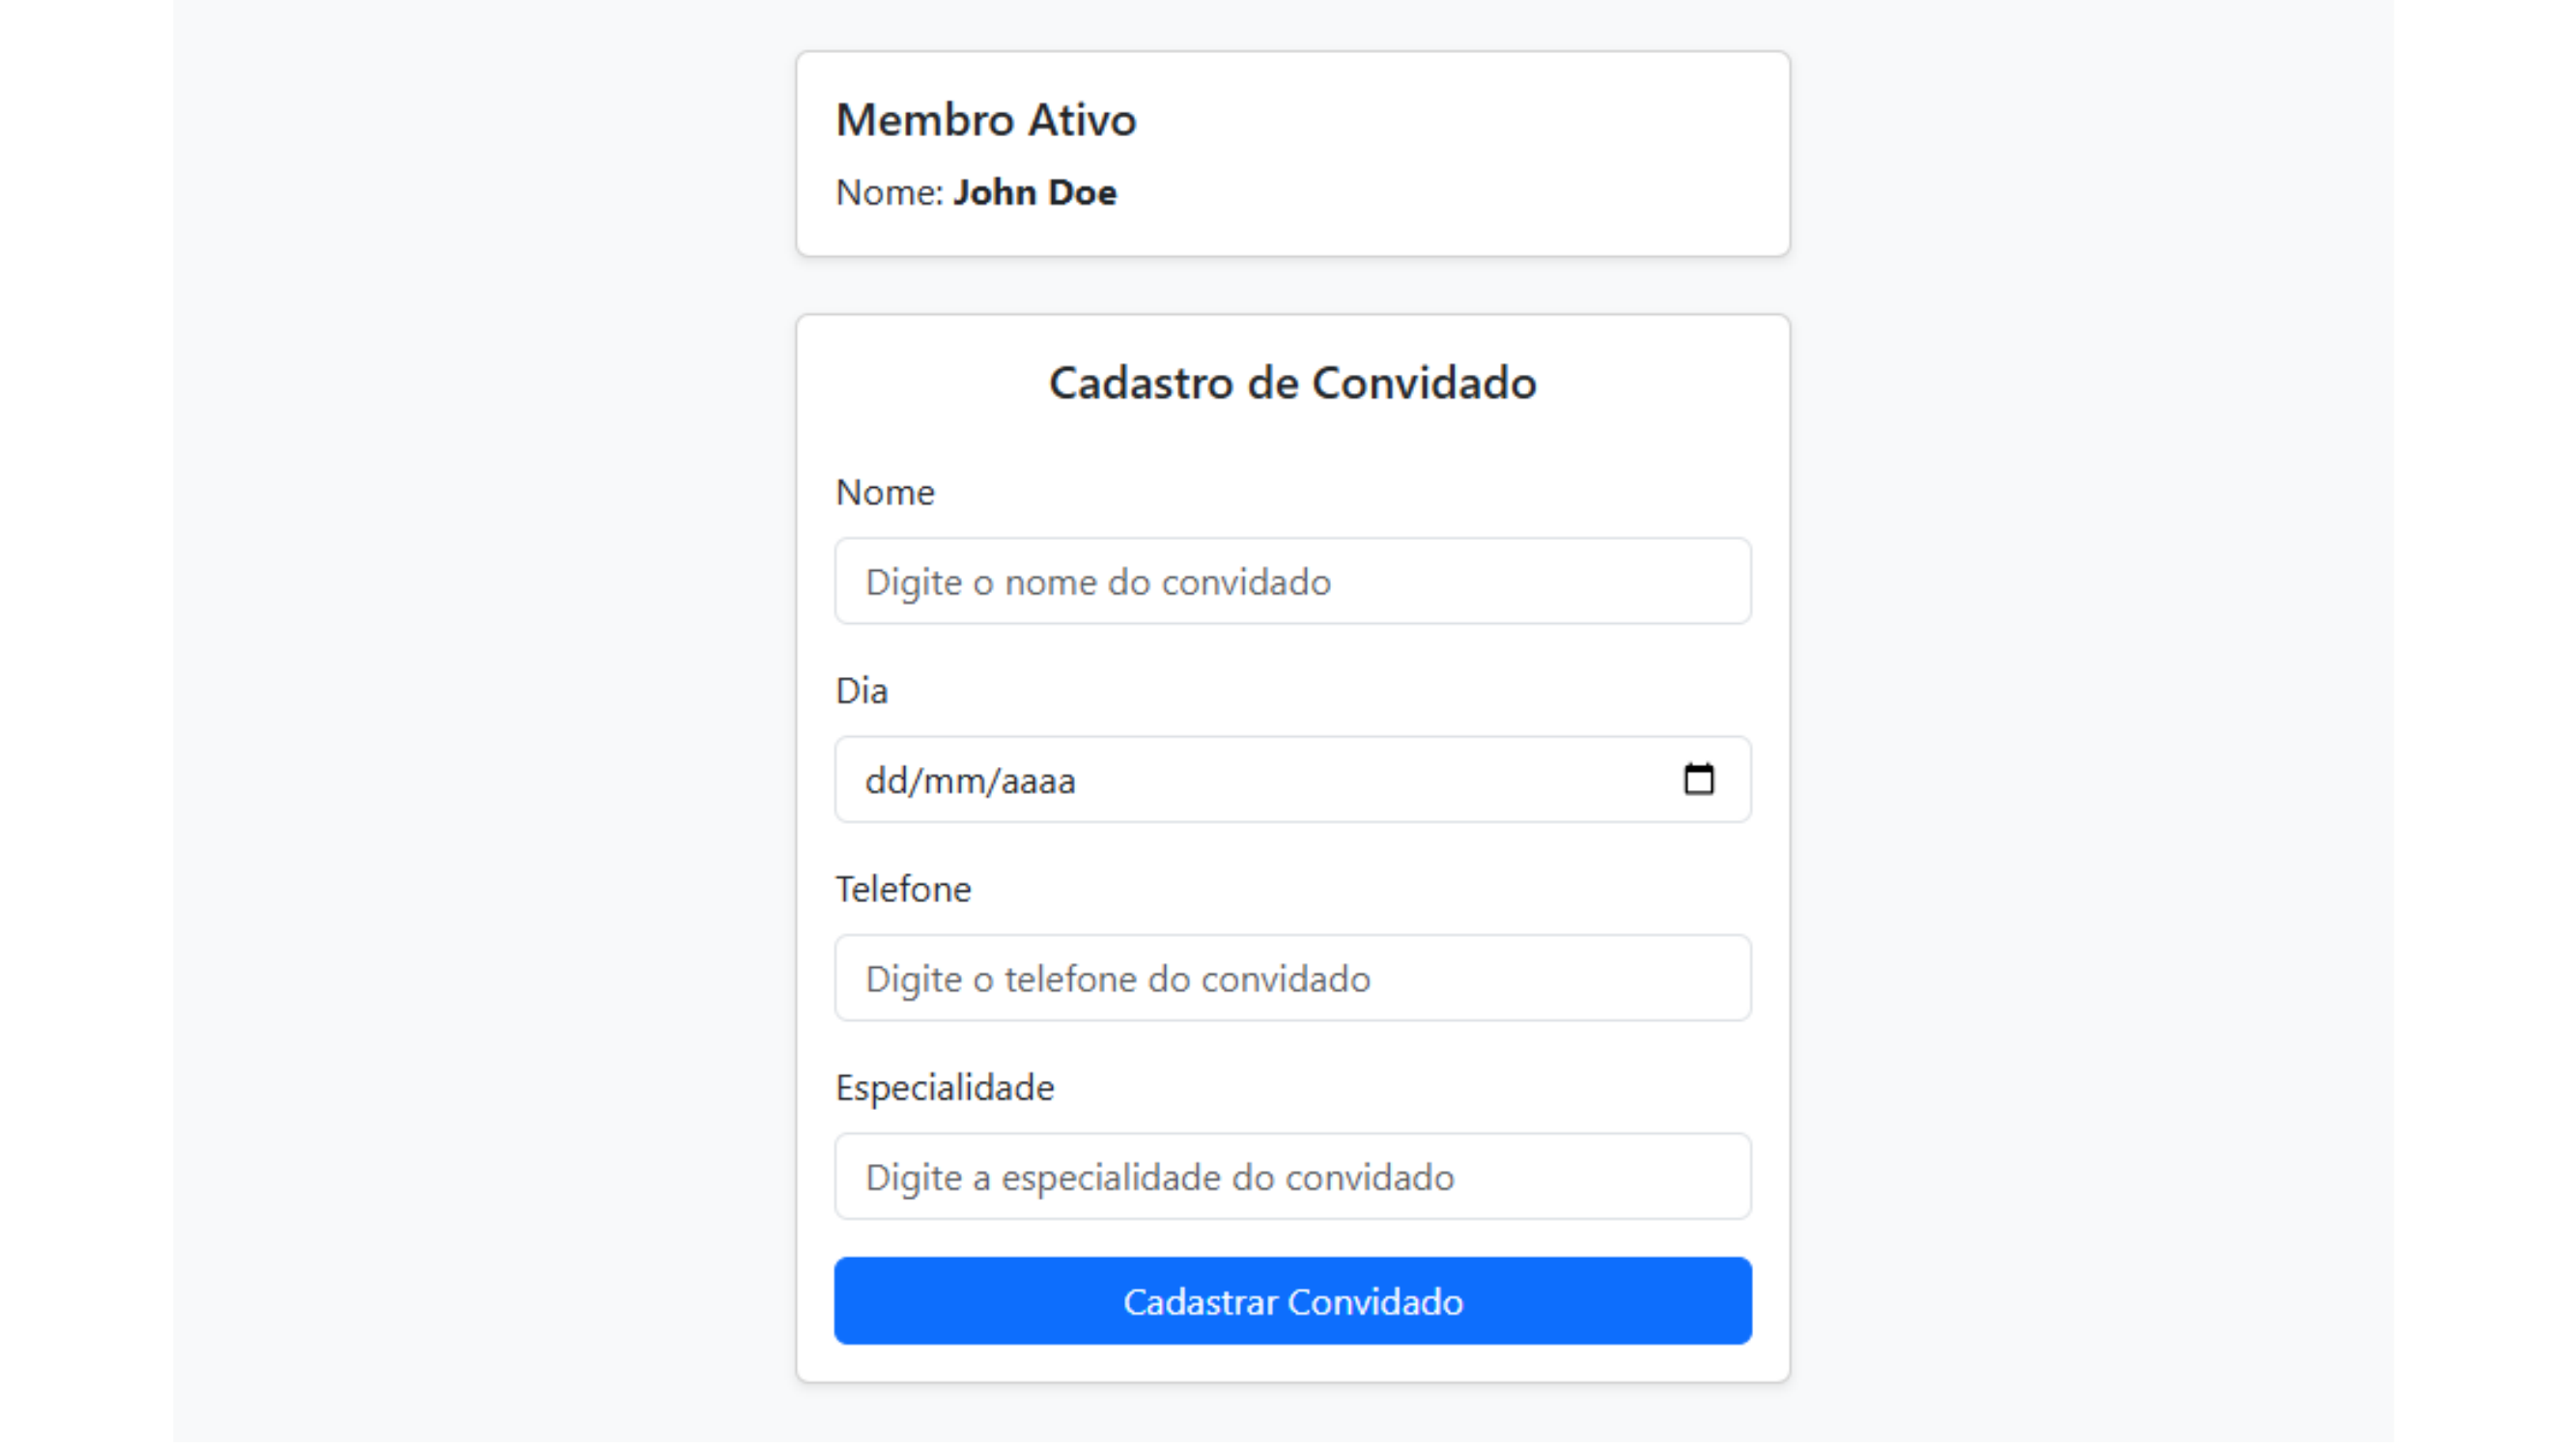 Membro Ativo
Nome: John Doe
Cadastro de Convidado
Nome
Digite o nome do convidado
Dia
dd/mm/aaaa
Telefone
Digite o telefone do convidado
Especialidade
Digite a especialidade do convidado
Cadastrar Convidado